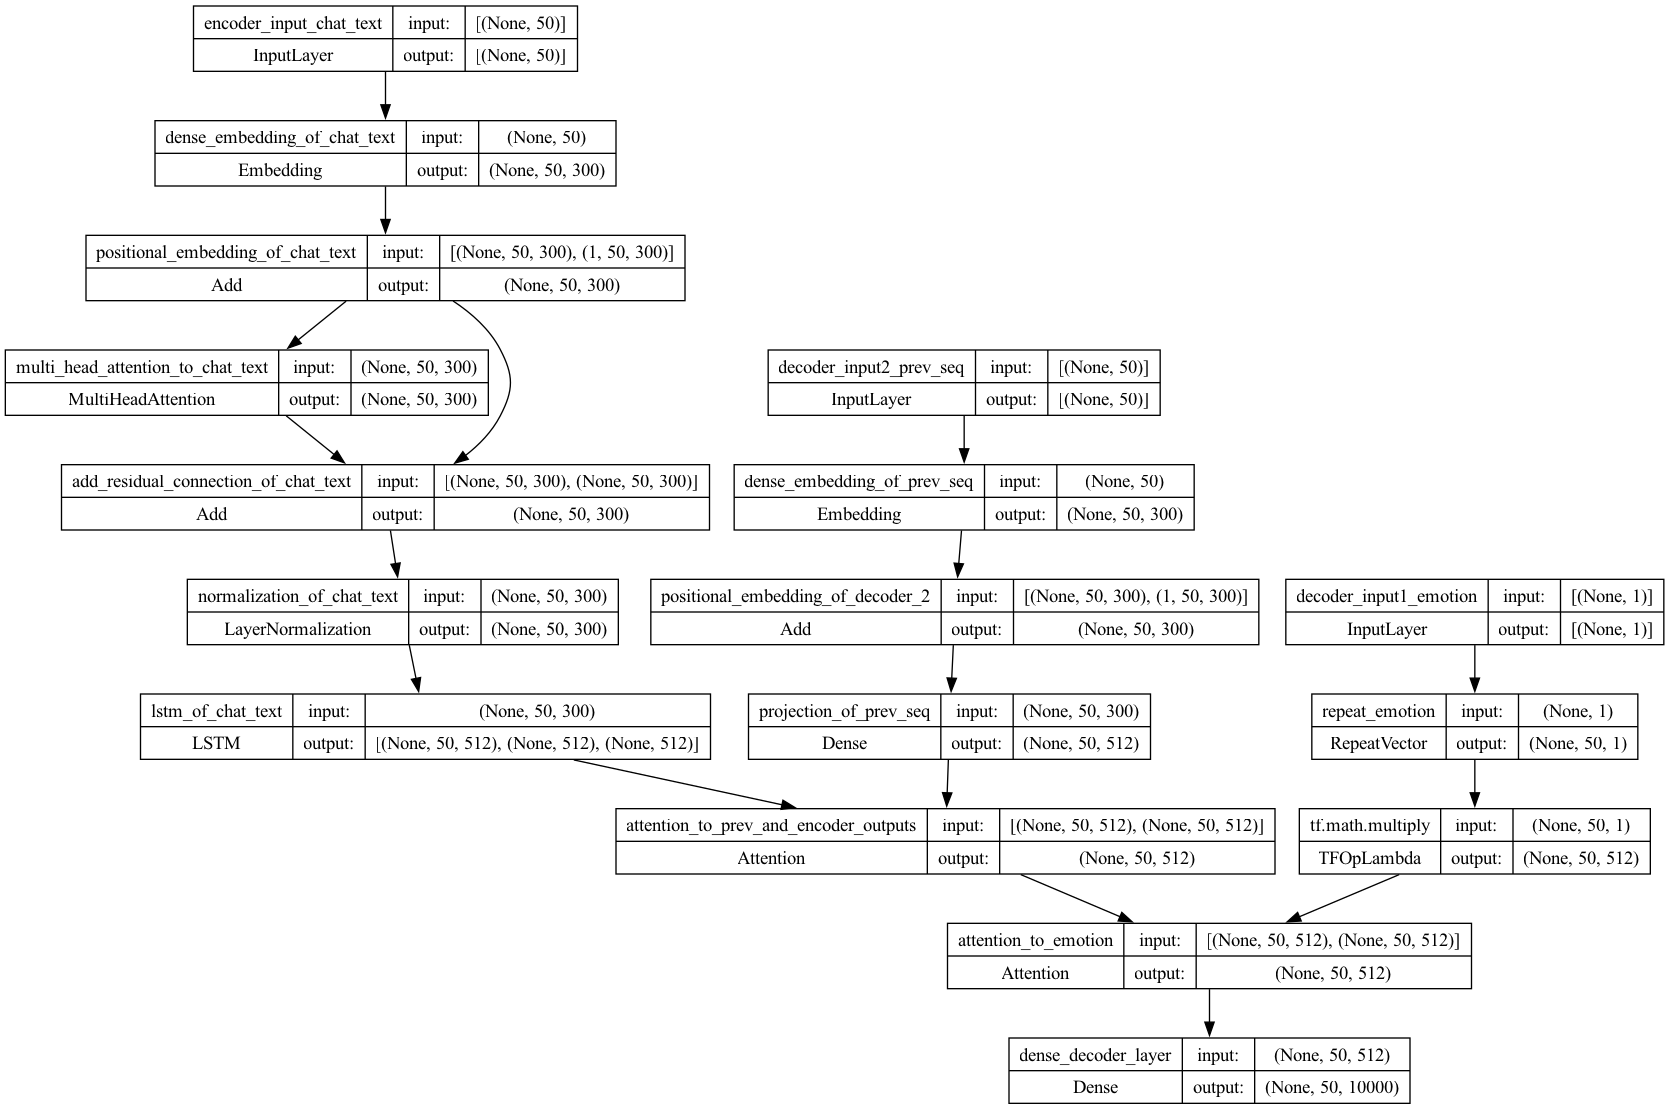 encoder_input_chat_text input: [(None, 50)]
InputLayer output: [(None, 50)]
dense_embedding_of_chat_text input: (None, 50)
Embedding output: (None, 50, 300)
positional_embedding_of_chat_text input: [(None, 50, 300), (1, 50, 300)]
Add output: (None, 50, 300)
multi_head_attention_to_chat_text input: (None, 50, 300)
MultiHeadAttention output: (None, 50, 300)
decoder_input2_prev_seq input: [(None, 50)]
InputLayer output: [(None, 50)]
add_residual_connection_of_chat_text input: [(None, 50, 300), (None, 50, 300)]
Add output: (None, 50, 300)
dense_embedding_of_prev_seq input: (None, 50)
Embedding output: (None, 50, 300)
normalization_of_chat_text input: (None, 50, 300)
LayerNormalization output: (None, 50, 300)
positional_embedding_of_decoder_2 input: [(None, 50, 300), (1, 50, 300)]
Add output: (None, 50, 300)
decoder_input1_emotion input: [(None, 1)]
InputLayer output: [(None, 1)]
lstm_of_chat_text input: (None, 50, 300)
LSTM output: [(None, 50, 512), (None, 512), (None, 512)]
projection_of_prev_seq input: (None, 50, 300)
Dense output: (None, 50, 512)
repeat_emotion input: (None, 1)
RepeatVector output: (None, 50, 1)
attention_to_prev_and_encoder_outputs input: [(None, 50, 512), (None, 50, 512)]
Attention output: (None, 50, 512)
tf.math.multiply input: (None, 50, 1)
TFOpLambda output: (None, 50, 512)
attention_to_emotion input: [(None, 50, 512), (None, 50, 512)]
Attention output: (None, 50, 512)
dense_decoder_layer input: (None, 50, 512)
Dense output: (None, 50, 10000)